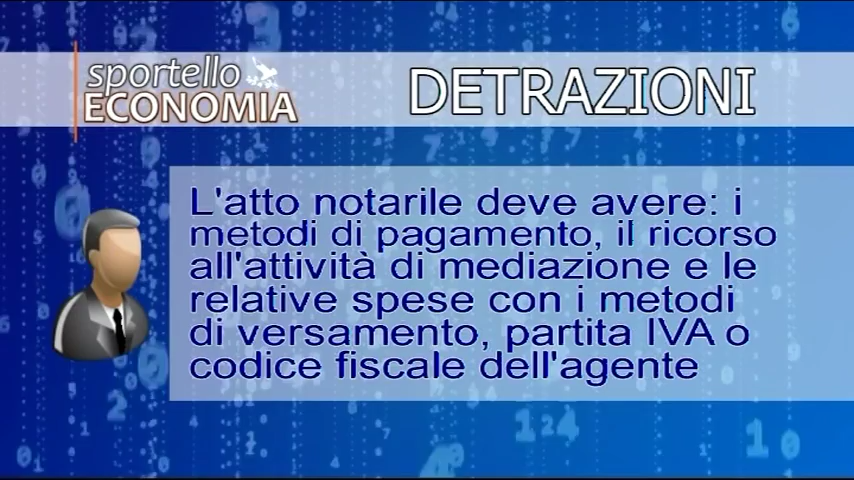 sportello
ECONOMIA
DETRAZIONI
L'atto notarile deve avere: i
metodi di pagamento, il ricorso
all'attività di mediazione e le
relative spese con i metodi
di versamento, partita IVA o
codice fiscale dell'agente